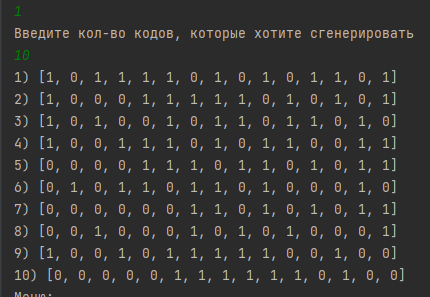 1
Введите кол-во кодов, которые хотите сгенерировать
10
1) [1, 0, 1, 1, 1, 1, 0, 1, 0, 1, 0, 1, 1, 0, 1]
2) [1, 0, 0, 0, 1, 1, 1, 1, 1, 0, 1, 0, 1, 0, 1]
3) [1, 0, 1, 0, 0, 1, 0, 1, 1, 0, 1, 1, 0, 1, 0]
4) [1, 0, 0, 1, 1, 1, 0, 1, 1, 0, 0, 1, 0, 1, 1]
5) [0, 0, 0, 0, 1, 1, 1, 0, 1, 1, 0, 1, 0, 1, 1]
6) [0, 1, 0, 1, 1, 0, 1, 1, 0, 1, 0, 0, 0, 1, 0]
7) [0, 0, 0, 0, 0, 0, 1, 1, 0, 1, 0, 1, 0, 1, 1]
8) [0, 0, 1, 0, 0, 0, 1, 1, 0, 1, 0, 0, 0, 0, 1]
9) [1, 0, 0, 1, 0, 1, 1, 1, 1, 1, 0, 0, 1, 0, 0]
10) [0, 0, 0, 0, 0, 1, 1, 1, 1, 1, 1, 0, 1, 0, 0]
Меню: